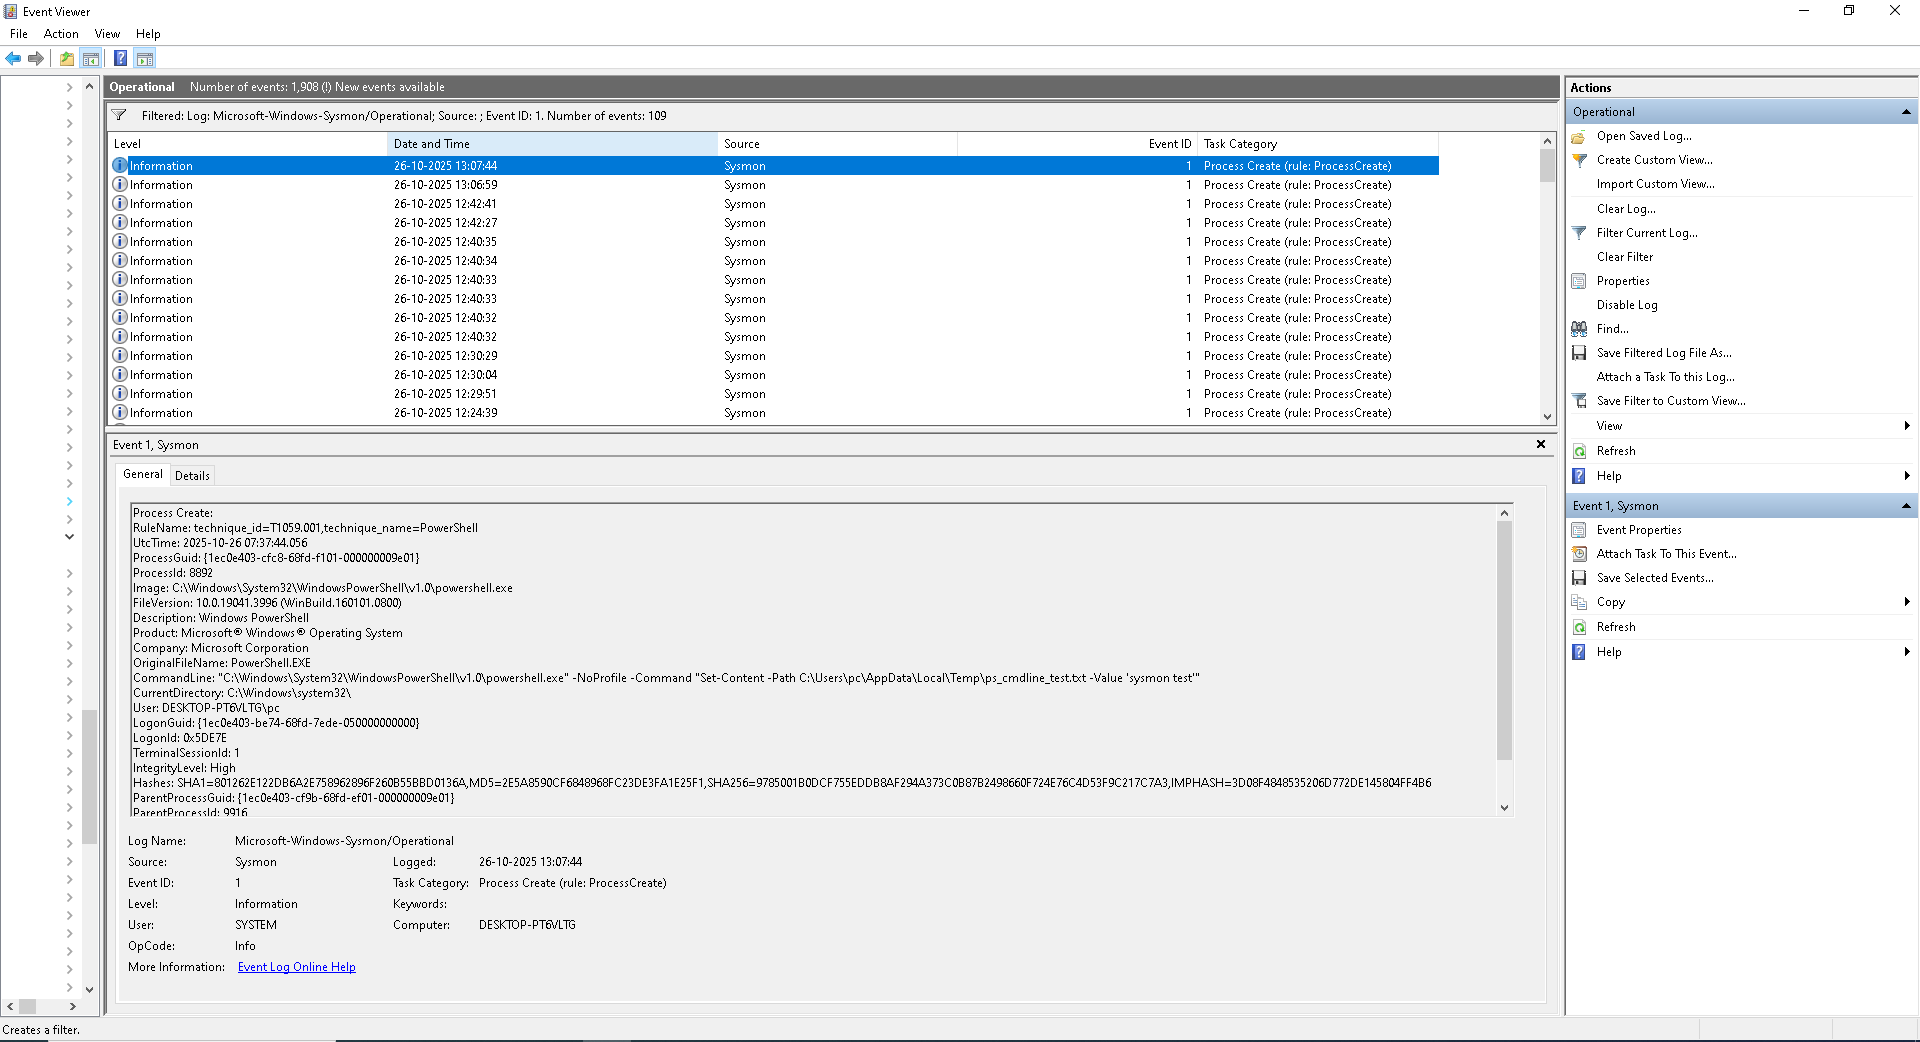 Event Viewer
File Action View Help
Operational Number of events: 1,908 (!) New events available
Filtered: Log: Microsoft-Windows-Sysmon/Operational; Source: ; Event ID: 1. Number of events: 109
Level Date and Time Source Event ID Task Category
Information 26-10-2025 13:07:44 Sysmon 1 Process Create (rule: ProcessCreate)
Information 26-10-2025 13:06:59 Sysmon 1 Process Create (rule: ProcessCreate)
Information 26-10-2025 12:42:41 Sysmon 1 Process Create (rule: ProcessCreate)
Information 26-10-2025 12:42:27 Sysmon 1 Process Create (rule: ProcessCreate)
Information 26-10-2025 12:40:35 Sysmon 1 Process Create (rule: ProcessCreate)
Information 26-10-2025 12:40:34 Sysmon 1 Process Create (rule: ProcessCreate)
Information 26-10-2025 12:40:33 Sysmon 1 Process Create (rule: ProcessCreate)
Information 26-10-2025 12:40:33 Sysmon 1 Process Create (rule: ProcessCreate)
Information 26-10-2025 12:40:32 Sysmon 1 Process Create (rule: ProcessCreate)
Information 26-10-2025 12:40:32 Sysmon 1 Process Create (rule: ProcessCreate)
Information 26-10-2025 12:30:29 Sysmon 1 Process Create (rule: ProcessCreate)
Information 26-10-2025 12:30:04 Sysmon 1 Process Create (rule: ProcessCreate)
Information 26-10-2025 12:29:51 Sysmon 1 Process Create (rule: ProcessCreate)
Information 26-10-2025 12:24:39 Sysmon 1 Process Create (rule: ProcessCreate)
Event 1, Sysmon
General Details
Process Create:
RuleName: technique_id=T1059.001,technique_name=PowerShell
UtcTime: 2025-10-26 07:37:44.056
ProcessGuid: {1ec0e403-cfc8-68fd-f101-000000009e01}
ProcessId: 8892
Image: C:\Windows\System32\WindowsPowerShell\v1.0\powershell.exe
FileVersion: 10.0.19041.3996 (WinBuild.160101.0800)
Description: Windows PowerShell
Product: Microsoft® Windows® Operating System
Company: Microsoft Corporation
OriginalFileName: PowerShell.EXE
CommandLine: "C:\Windows\System32\WindowsPowerShell\v1.0\powershell.exe" -NoProfile -Command "Set-Content -Path C:\Users\pc\AppData\Local\Temp\ps_cmdline_test.txt -Value 'sysmon test'"
CurrentDirectory: C:\Windows\system32\
User: DESKTOP-PT6VLTG\pc
LogonGuid: {1ec0e403-be74-68fd-7ede-050000000000}
LogonId: 0x5DE7E
TerminalSessionId: 1
IntegrityLevel: High
Hashes: SHA1=801262E122DB6A2E758962896F260B55BBD0136A,MD5=2E5A8590CF6848968FC23DE3FA1E25F1,SHA256=9785001B0DCF755EDDB8AF294A373C0B87B2498660F724E76C4D53F9C217C7A3,IMPHASH=3D08F4848535206D772DE145804FF4B6
ParentProcessGuid: {1ec0e403-cf9b-68fd-ef01-000000009e01}
ParentProcessId: 9916
Log Name: Microsoft-Windows-Sysmon/Operational
Source: Sysmon Logged: 26-10-2025 13:07:44
Event ID: 1 Task Category: Process Create (rule: ProcessCreate)
Level: Information Keywords:
User: SYSTEM Computer: DESKTOP-PT6VLTG
OpCode: Info
More Information: Event Log Online Help
Actions
Operational
Open Saved Log...
Create Custom View...
Import Custom View...
Clear Log...
Filter Current Log...
Clear Filter
Properties
Disable Log
Find...
Save Filtered Log File As...
Attach a Task To this Log...
Save Filter to Custom View...
View
Refresh
Help
Event 1, Sysmon
Event Properties
Attach Task To This Event...
Save Selected Events...
Copy
Refresh
Help
Creates a filter.